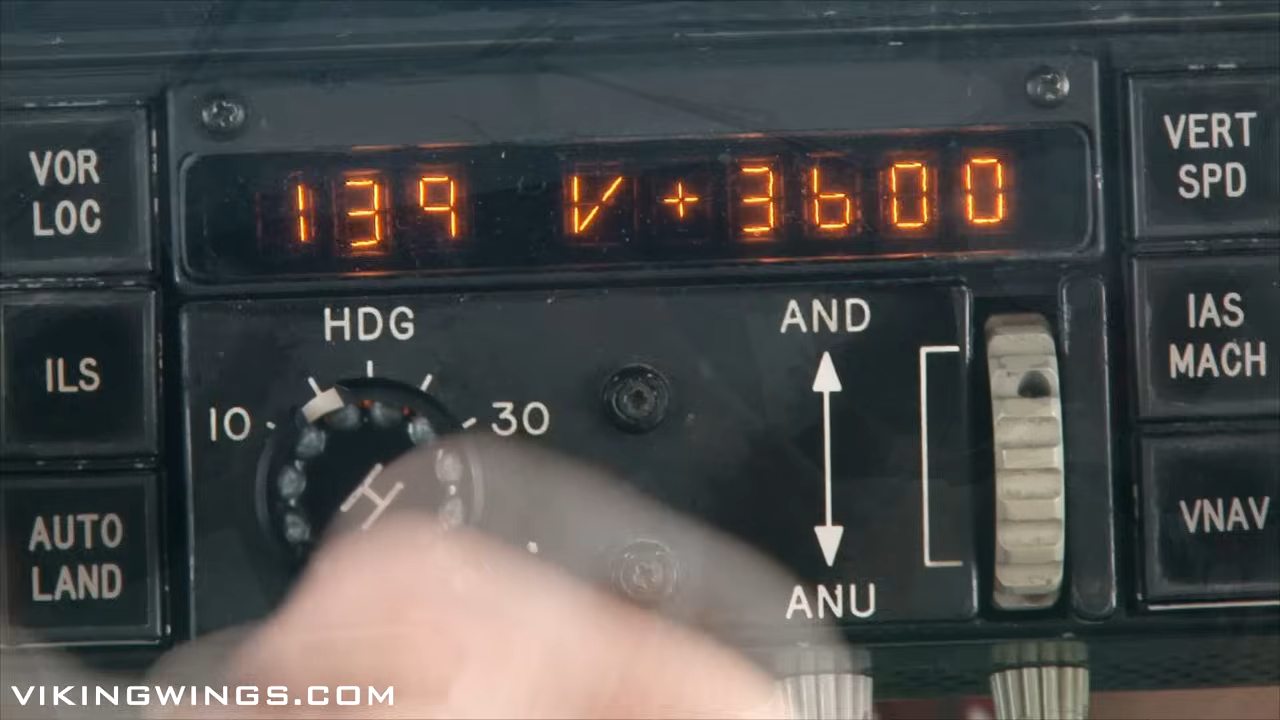 VOR
LOC
139 V + 3600
VERT
SPD
HDG
AND
IAS
MACH
ILS
10
30
AUTO
LAND
VNAV
ANU
VIKINGWINGS.COM